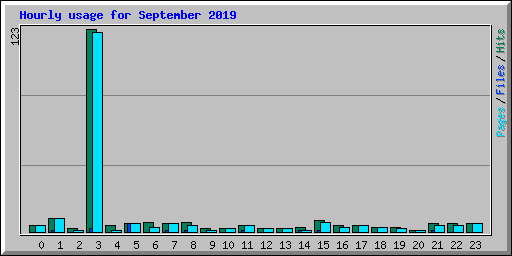 Hourly usage for September 2019
123
Pages/Files/Hits
0 1 2 3 4 5 6 7 8 9 10 11 12 13 14 15 16 17 18 19 20 21 22 23